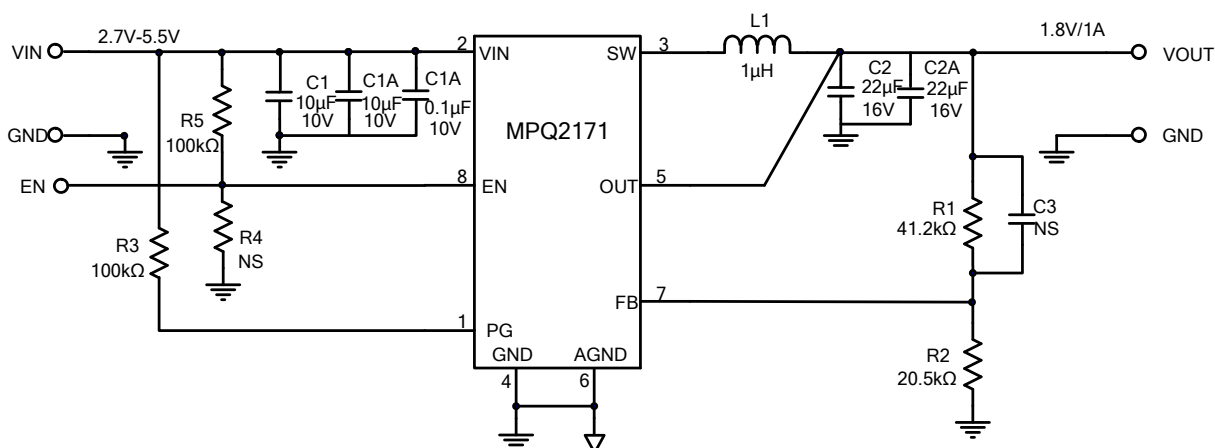 L1
1µH
VIN
2.7V-5.5V
2
VIN
SW
3
1.8V/1A
VOUT
C1
10µF
10V
C1A
10µF
10V
C1A
0.1µF
10V
C2
22µF
16V
C2A
22µF
16V
R5
100kΩ
MPQ2171
GND
GND
EN
8
EN
OUT
5
R1
41.2kΩ
C3
NS
R4
NS
R3
100kΩ
FB
7
1
PG
GND
AGND
4
6
R2
20.5kΩ